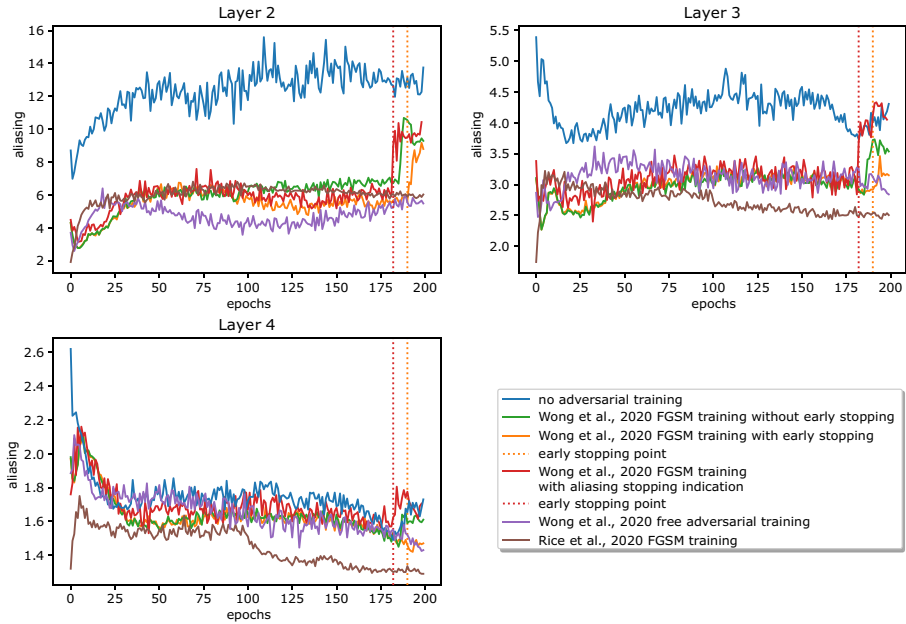 Layer 2
16
14
12
10
8
6
4
2
aliasing
0 25 50 75 100 125 150 175 200
epochs
Layer 3
5.5
5.0
4.5
4.0
3.5
3.0
2.5
2.0
aliasing
0 25 50 75 100 125 150 175 200
epochs
Layer 4
2.6
2.4
2.2
2.0
1.8
1.6
1.4
aliasing
0 25 50 75 100 125 150 175 200
epochs
no adversarial training
Wong et al., 2020 FGSM training without early stopping
Wong et al., 2020 FGSM training with early stopping
early stopping point
Wong et al., 2020 FGSM training
with aliasing stopping indication
early stopping point
Wong et al., 2020 free adversarial training
Rice et al., 2020 FGSM training